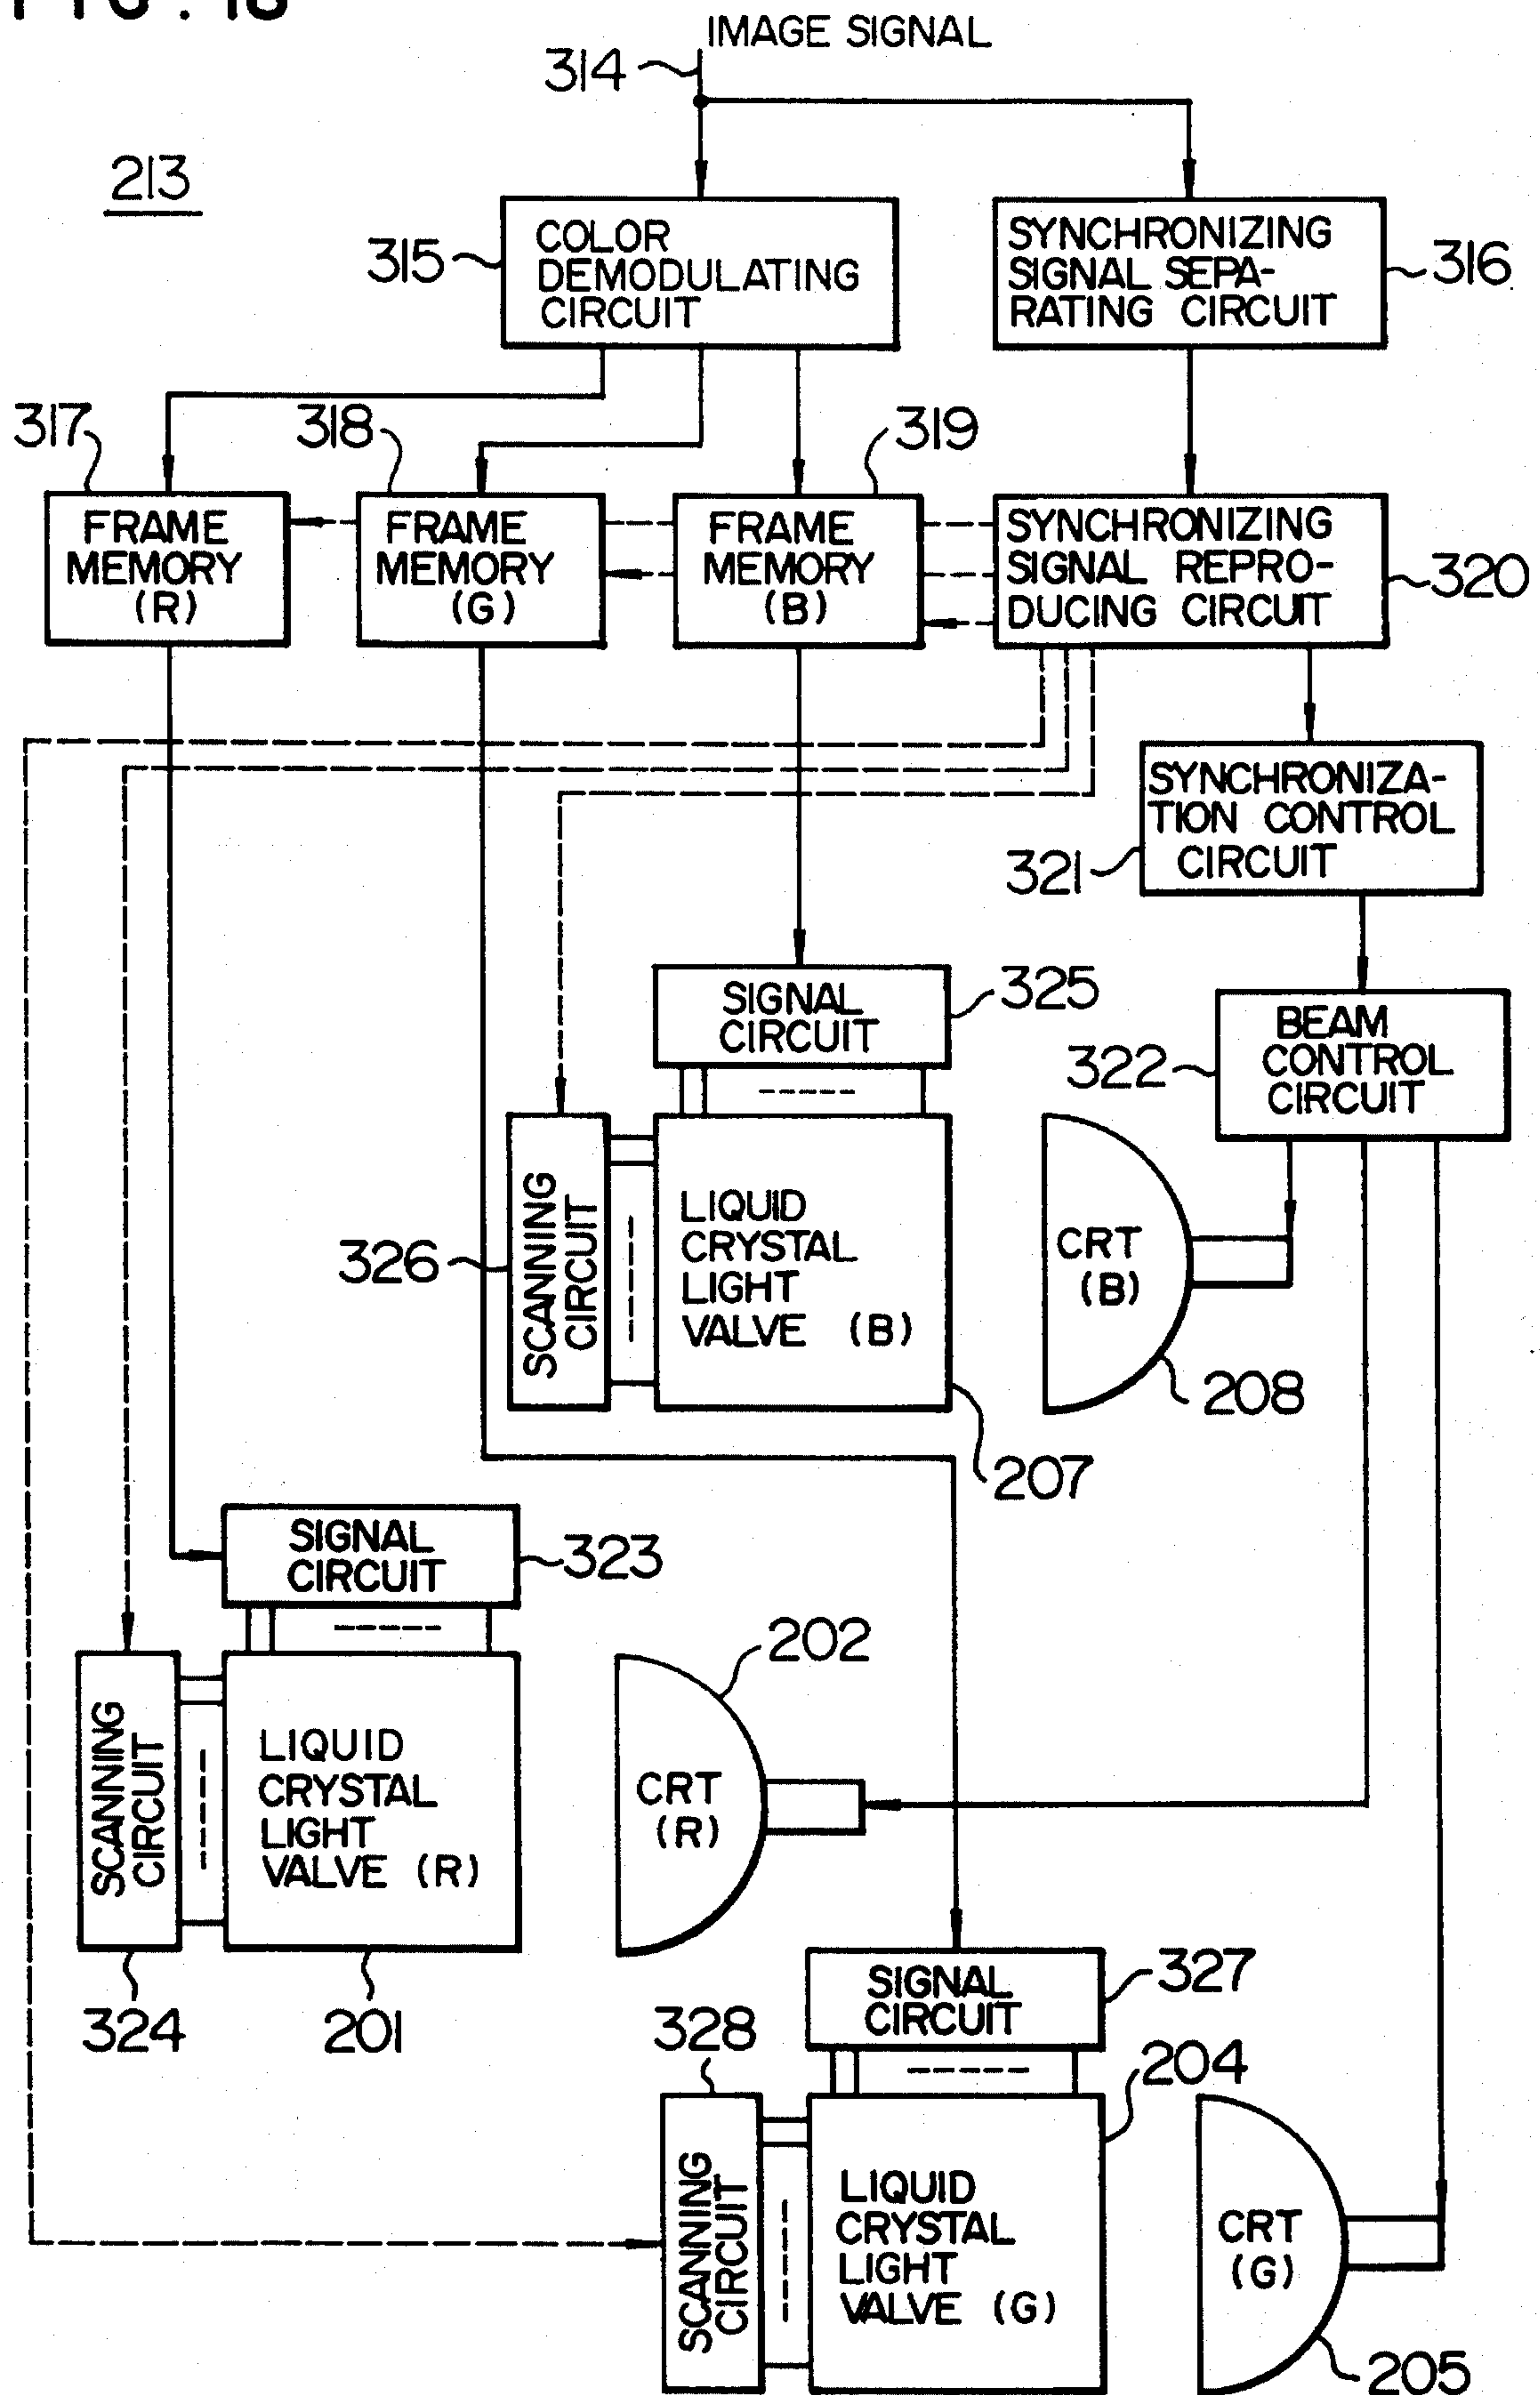 FIG.
IMAGE SIGNAL
314
213
315
COLOR
DEMODULATING
CIRCUIT
SYNCHRONIZING
SIGNAL SEPA-
RATING CIRCUIT
316
317
318
319
FRAME
MEMORY
(R)
FRAME
MEMORY
(G)
FRAME
MEMORY
(B)
SYNCHRONIZING
SIGNAL REPRO-
DUCING CIRCUIT
320
SYNCHRONIZA-
TION CONTROL
CIRCUIT
321
SIGNAL
CIRCUIT
325
BEAM
CONTROL
CIRCUIT
322
326
SCANNING
CIRCUIT
LIQUID
CRYSTAL
LIGHT
VALVE (B)
CRT
(B)
208
207
SIGNAL
CIRCUIT
323
202
SCANNING
CIRCUIT
LIQUID
CRYSTAL
LIGHT
VALVE (R)
CRT
(R)
324
201
SIGNAL
CIRCUIT
327
328
204
SCANNING
CIRCUIT
LIQUID
CRYSTAL
LIGHT
VALVE (G)
CRT
(G)
205